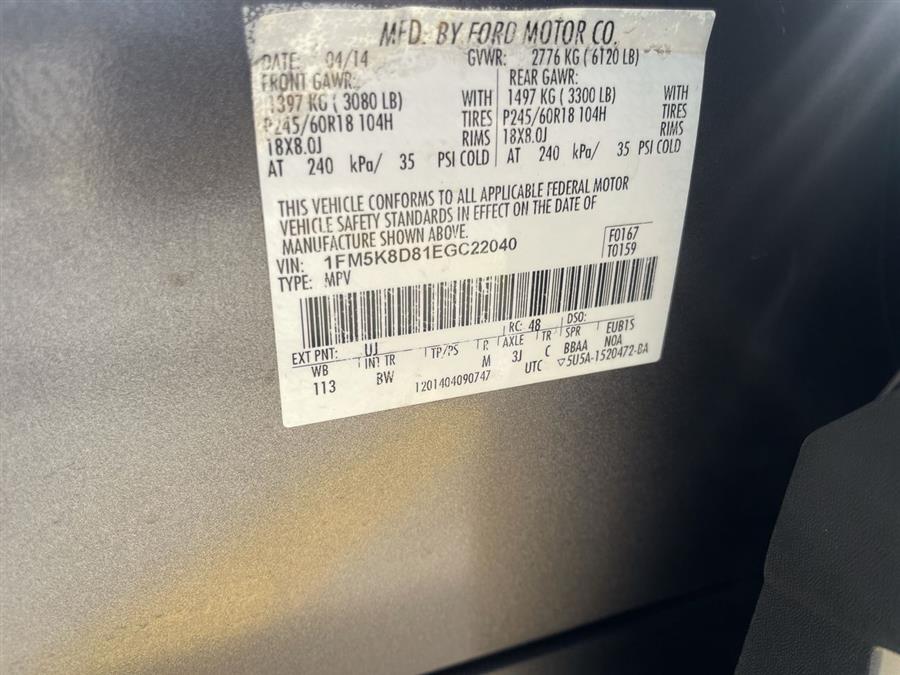 MFD. BY FORD MOTOR CO.
DATE: 04/14 GVWR: 2776 KG ( 6120 LB)
FRONT GAWR: REAR GAWR:
1397 KG ( 3080 LB) WITH 1497 KG ( 3300 LB) WITH
P245/60R18 104H TIRES P245/60R18 104H TIRES
18X8.0J RIMS 18X8.0J RIMS
AT 240 kPa/ 35 PSI COLD AT 240 kPa/ 35 PSI COLD
THIS VEHICLE CONFORMS TO ALL APPLICABLE FEDERAL MOTOR
VEHICLE SAFETY STANDARDS IN EFFECT ON THE DATE OF
MANUFACTURE SHOWN ABOVE.
VIN: 1FM5K8D81EGC22040 F0167
TYPE: MPV T0159
EXT PNT: UJ RC: 48 DSO:
WB INT TR TP/PS R AXLE TR SPR EUB1S
113 BW M 3J C BBAA NOA
1201404090747 UTC ▽5U5A-1520472-BA